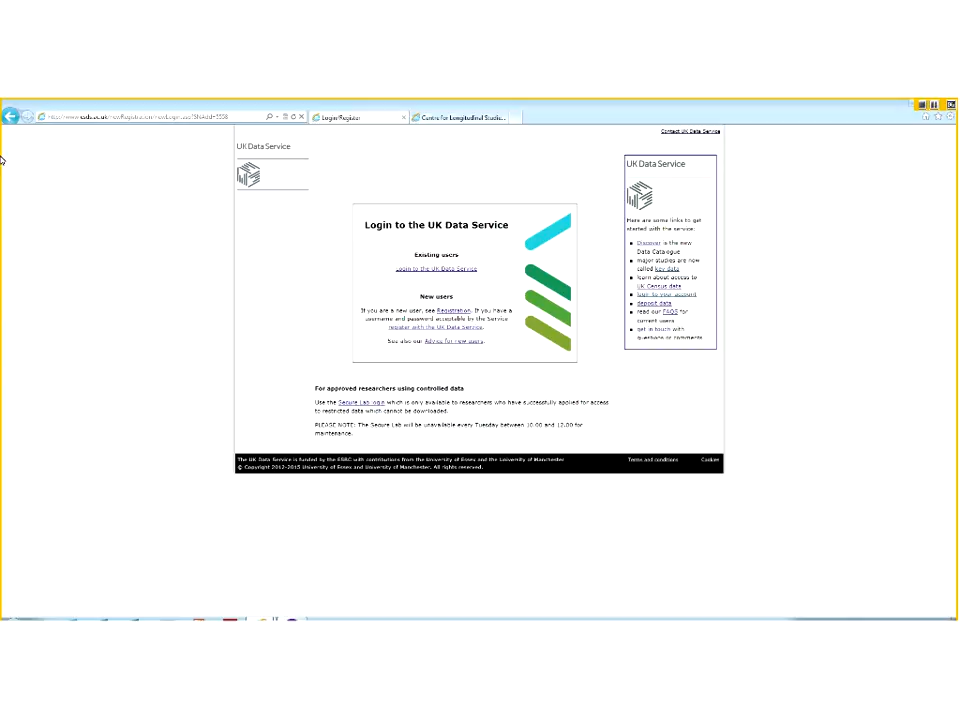 Login/Register
Centre for Longitudinal Studie...
Contact UK Data Service
UK Data Service
UK Data Service
Here are some links to get
started with the service:
Discover is the new
Data Catalogue
major studies are now
called key data
learn about access to
UK Census data
login to your account
deposit data
read our FAQS for
current users
get in touch with
questions or comments
Login to the UK Data Service
Existing users
Login to the UK Data Service
New users
If you are a new user, see Registration. If you have a
username and password acceptable by the Service
register with the UK Data Service.
See also our Advice for new users.
For approved researchers using controlled data
Use the Secure Lab login which is only available to researchers who have successfully applied for access
to restricted data which cannot be downloaded.
PLEASE NOTE: The Secure Lab will be unavailable every Tuesday between 10.00 and 12.00 for
maintenance.
The UK Data Service is funded by the ESRC with contributions from the University of Essex and the University of Manchester
© Copyright 2012-2015 University of Essex and University of Manchester. All rights reserved.
Terms and conditions
Cookies